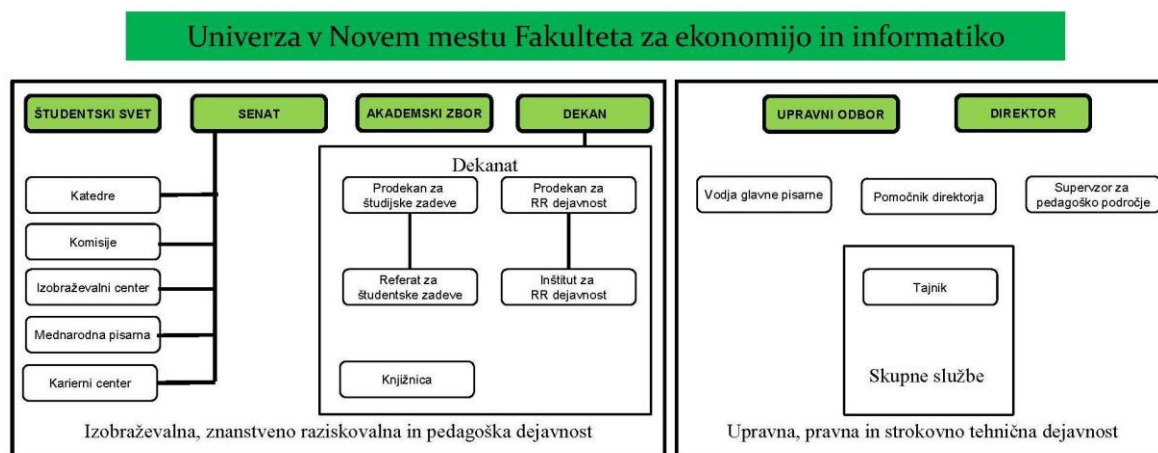 Univerza v Novem mestu Fakulteta za ekonomijo in informatiko
ŠTUDENTSKI SVET
SENAT
AKADEMSKI ZBOR
DEKAN
Katedre
Komisije
Izobraževalni center
Mednarodna pisarna
Karierni center
Dekanat
Prodekan za
študijske zadeve
Prodekan za
RR dejavnost
Referat za
študentske zadeve
Inštitut za
RR dejavnost
Knjižnica
Izobraževalna, znanstveno raziskovalna in pedagoška dejavnost
UPRAVNI ODBOR
DIREKTOR
Vodja glavne pisarne
Pomočnik direktorja
Supervzor za
pedagoško področje
Tajnik
Skupne službe
Upravna, pravna in strokovno tehnična dejavnost